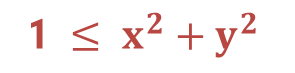 1 ≤ x² + y²